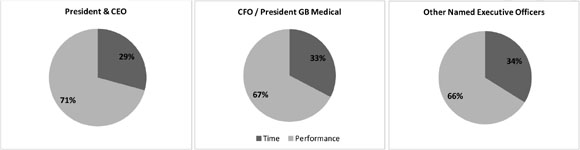 President & CEO
29%
71%
CFO / President GB Medical
33%
67%
Time Performance
Other Named Executive Officers
34%
66%